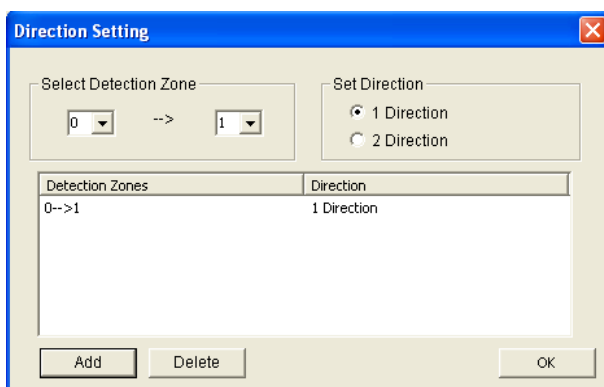 Direction Setting
Select Detection Zone
Set Direction
0 --> 1
1 Direction
2 Direction
Detection Zones Direction
0-->1 1 Direction
Add Delete OK